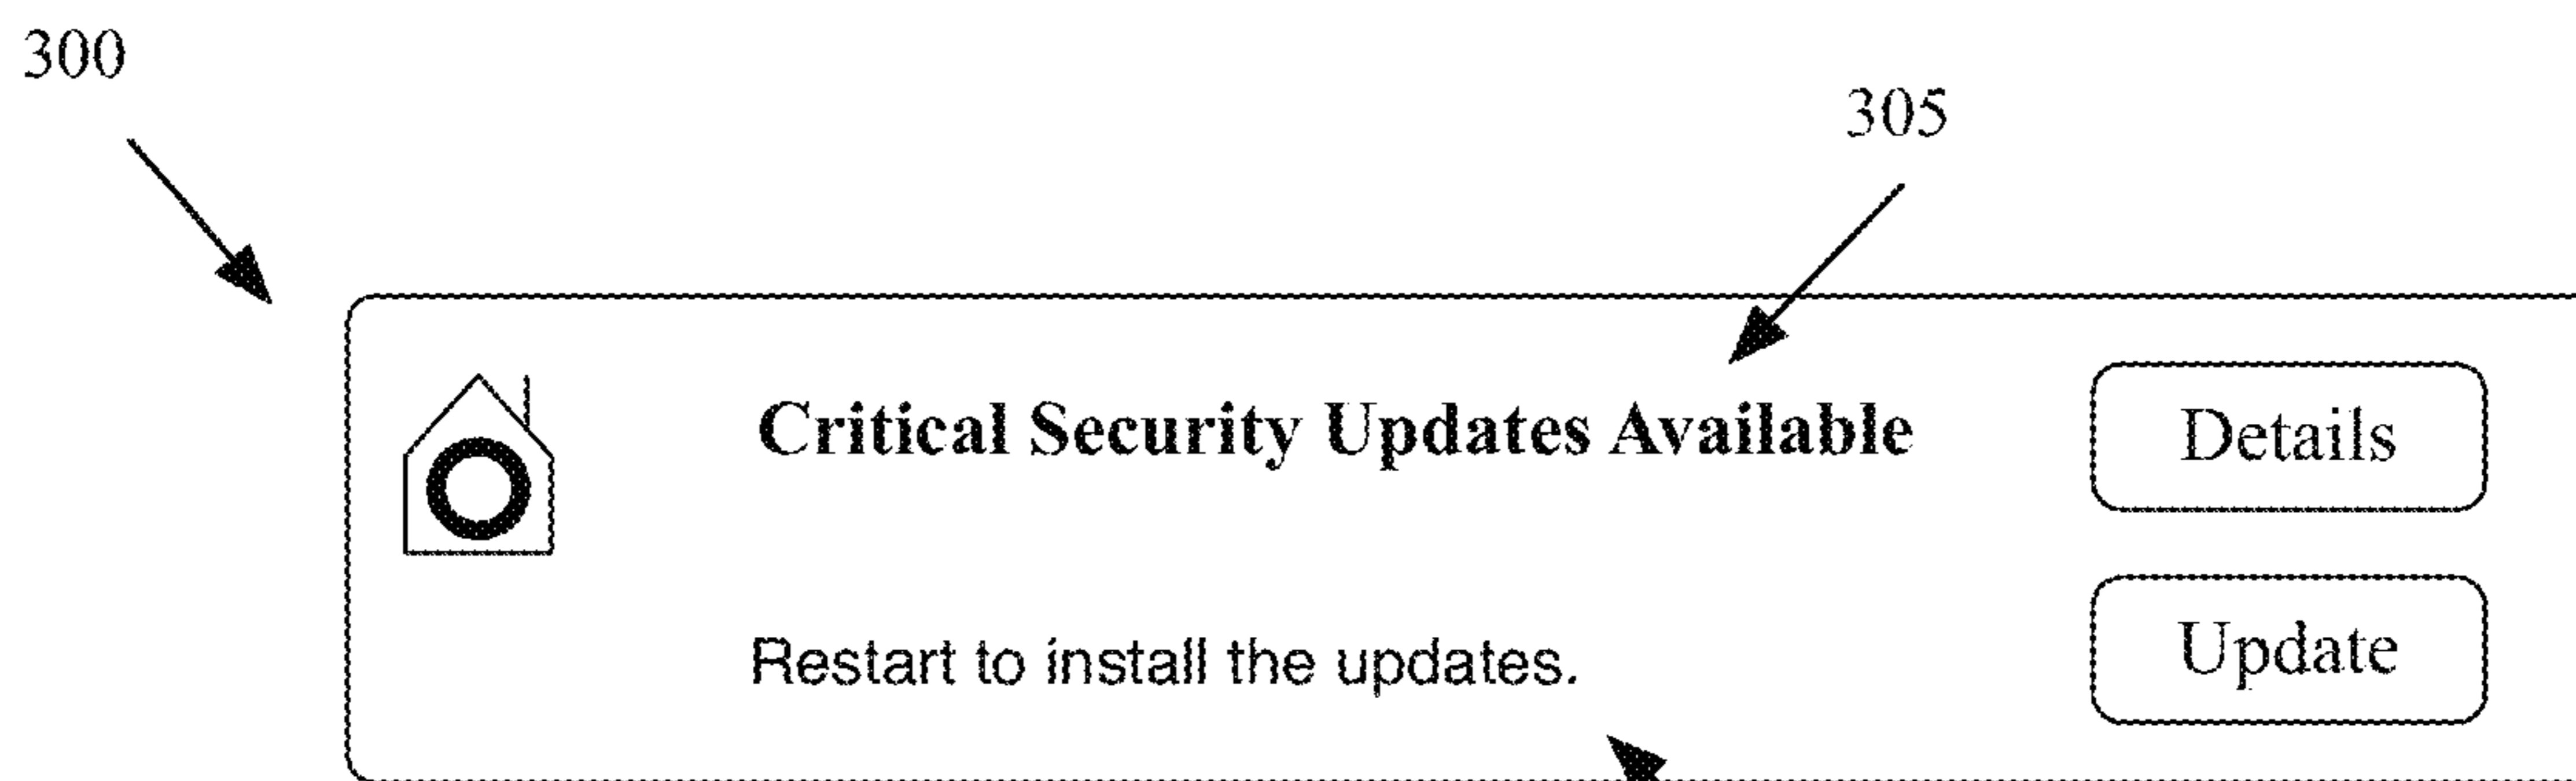 300
305
Critical Security Updates Available
Details
Restart to install the updates.
Update